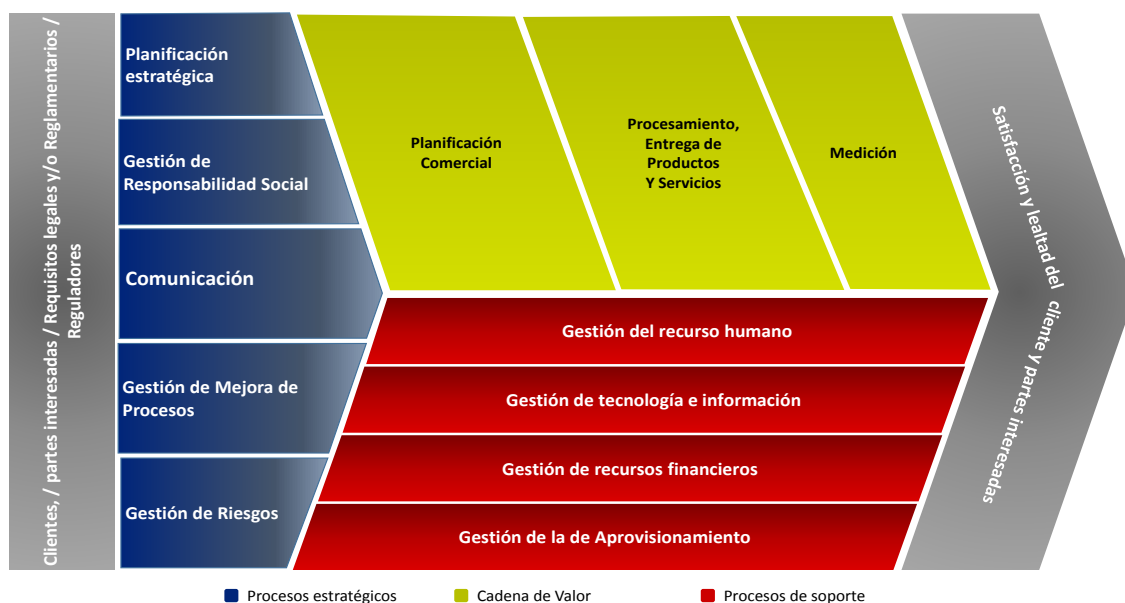 Clientes, / partes interesadas / Requisitos legales y/o Reglamentarios /
Reguladores
Planificación
estratégica
Gestión de
Responsabilidad Social
Comunicación
Gestión de Mejora de
Procesos
Gestión de Riesgos
Planificación
Comercial
Procesamiento,
Entrega de
Productos
Y Servicios
Medición
Gestión del recurso humano
Gestión de tecnología e información
Gestión de recursos financieros
Gestión de la de Aprovisionamiento
Satisfacción y lealtad del cliente y partes interesadas
Procesos estratégicos
Cadena de Valor
Procesos de soporte